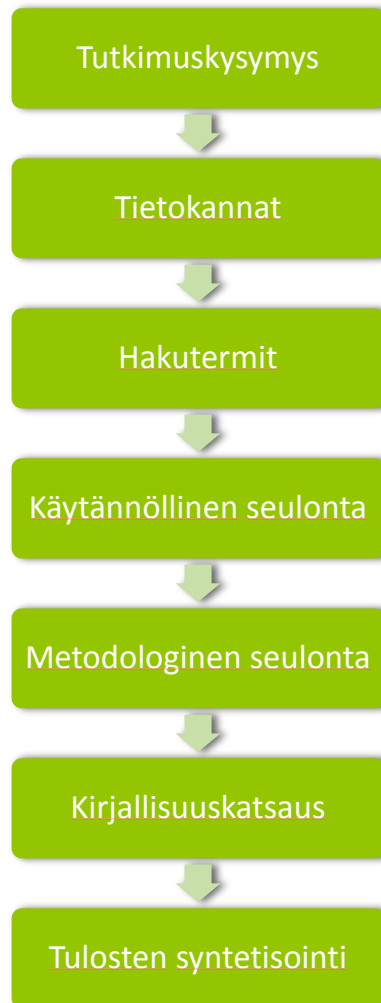 Tutkimuskysymys
Tietokannat
Hakutermit
Käytännöllinen seulonta
Metodologinen seulonta
Kirjallisuuskatsaus
Tulosten syntetisointi